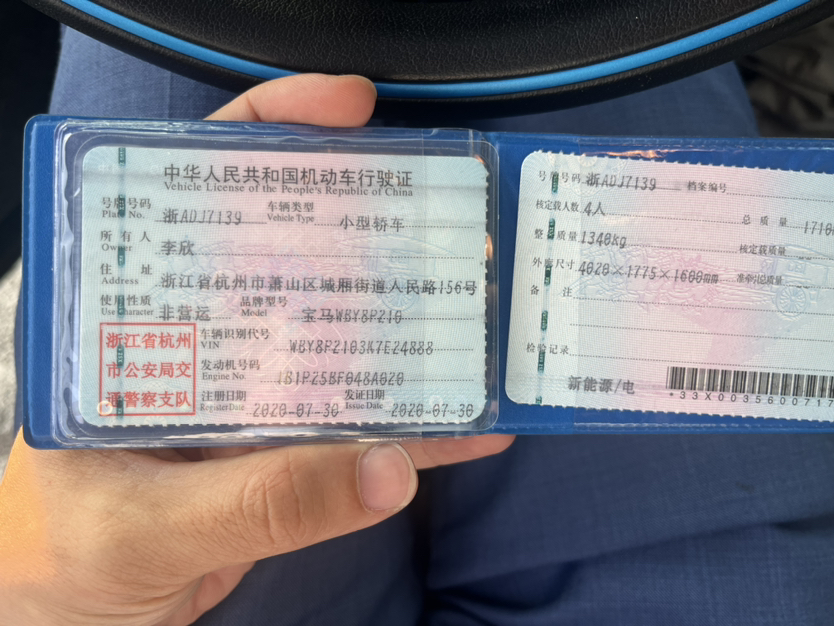 中华人民共和国机动车行驶证
Vehicle License of the People's Republic of China
号牌号码 Plate No. 浙ADJ7139 车辆类型 Vehicle Type 小型轿车
所有人 Owner 李欣
住址 Address 浙江省杭州市萧山区城厢街道人民路156号
使用性质 Use Character 非营运 品牌型号 Model 宝马WBY8P210
车辆识别代号 VIN WBY8P2103K7E24888
发动机号码 Engine No. 1B1P25BF048A020
注册日期 Register Date 2020-07-30 发证日期 Issue Date 2020-07-30
浙江省杭州
市公安局交
通警察支队
号牌号码 浙ADJ7139 档案编号
核定载人数 4人 总质量
整备质量 1340kg 核定载质量 --
外廓尺寸 4020×1775×1600mm 准牵引总质量 --
备注
检验记录
新能源/电